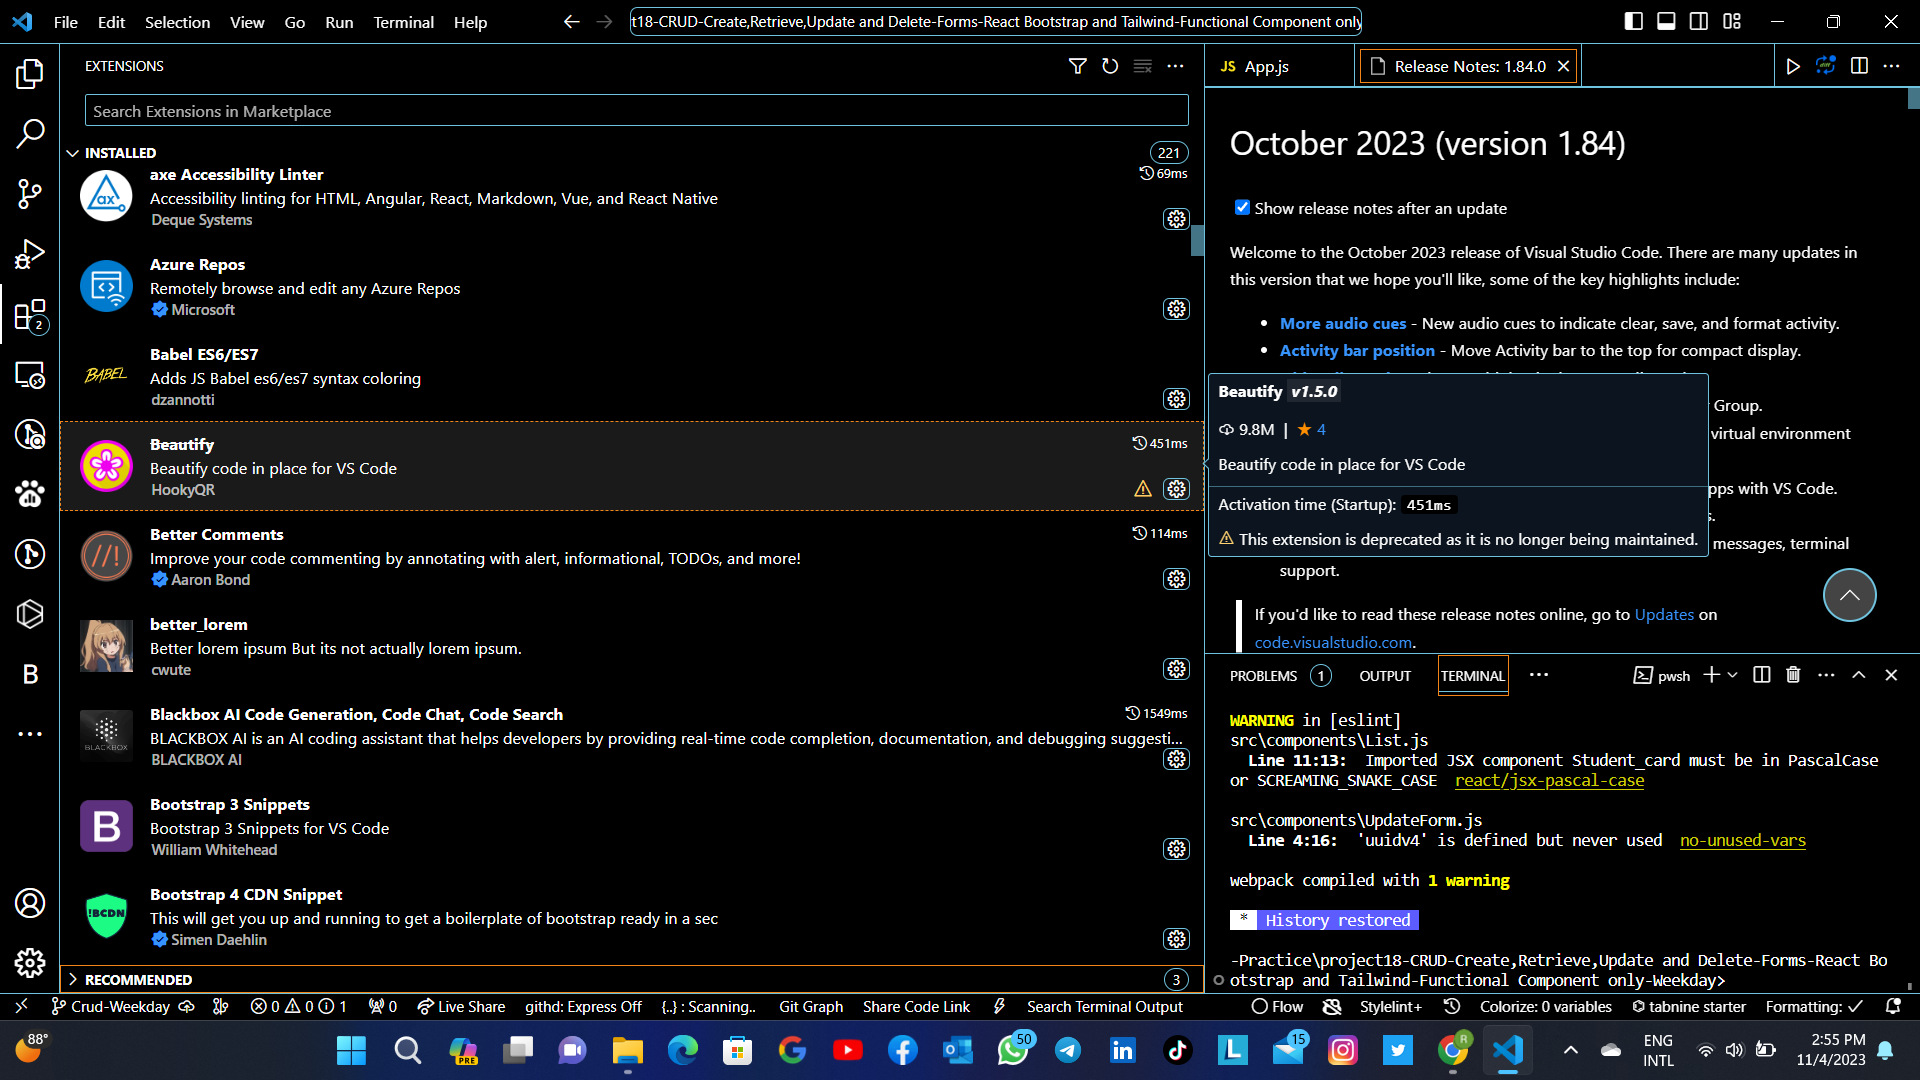 File Edit Selection View Go Run Terminal Help
t18-CRUD-Create,Retrieve,Update and Delete-Forms-React Bootstrap and Tailwind-Functional Component only
EXTENSIONS
Search Extensions in Marketplace
INSTALLED 221
axe Accessibility Linter 69ms
Accessibility linting for HTML, Angular, React, Markdown, Vue, and React Native
Deque Systems
Azure Repos
Remotely browse and edit any Azure Repos
Microsoft
BABEL
Babel ES6/ES7
Adds JS Babel es6/es7 syntax coloring
dzannotti
Beautify 451ms
Beautify code in place for VS Code
HookyQR
Better Comments 114ms
Improve your code commenting by annotating with alert, informational, TODOs, and more!
Aaron Bond
better_lorem
Better lorem ipsum But its not actually lorem ipsum.
cwute
BLACKBOX
Blackbox AI Code Generation, Code Chat, Code Search 1549ms
BLACKBOX AI is an AI coding assistant that helps developers by providing real-time code completion, documentation, and debugging suggesti...
BLACKBOX AI
B
Bootstrap 3 Snippets
Bootstrap 3 Snippets for VS Code
William Whitehead
!BCDN
Bootstrap 4 CDN Snippet
This will get you up and running to get a boilerplate of bootstrap ready in a sec
Simen Daehlin
RECOMMENDED 3
2
B
JS App.js
Release Notes: 1.84.0
October 2023 (version 1.84)
Show release notes after an update
Welcome to the October 2023 release of Visual Studio Code. There are many updates in
this version that we hope you'll like, some of the key highlights include:
• More audio cues - New audio cues to indicate clear, save, and format activity.
• Activity bar position - Move Activity bar to the top for compact display.
Group.
virtual environment
pps with VS Code.
s.
messages, terminal
support.
Beautify v1.5.0
9.8M | ★ 4
Beautify code in place for VS Code
Activation time (Startup): 451ms
This extension is deprecated as it is no longer being maintained.
If you'd like to read these release notes online, go to Updates on
code.visualstudio.com.
PROBLEMS 1 OUTPUT TERMINAL ... pwsh
WARNING in [eslint]
src\components\List.js
Line 11:13: Imported JSX component Student_card must be in PascalCase
or SCREAMING_SNAKE_CASE react/jsx-pascal-case
src\components\UpdateForm.js
Line 4:16: 'uuidv4' is defined but never used no-unused-vars
webpack compiled with 1 warning
* History restored
-Practice\project18-CRUD-Create,Retrieve,Update and Delete-Forms-React Bo
otstrap and Tailwind-Functional Component only-Weekday>
Crud-Weekday 0 0 1 0 Live Share githd: Express Off {..} : Scanning.. Git Graph Share Code Link Search Terminal Output Flow Stylelint+ Colorize: 0 variables tabnine starter Formatting: ✓
88° PRE 50 15 R ENG 2:55 PM
INTL 11/4/2023